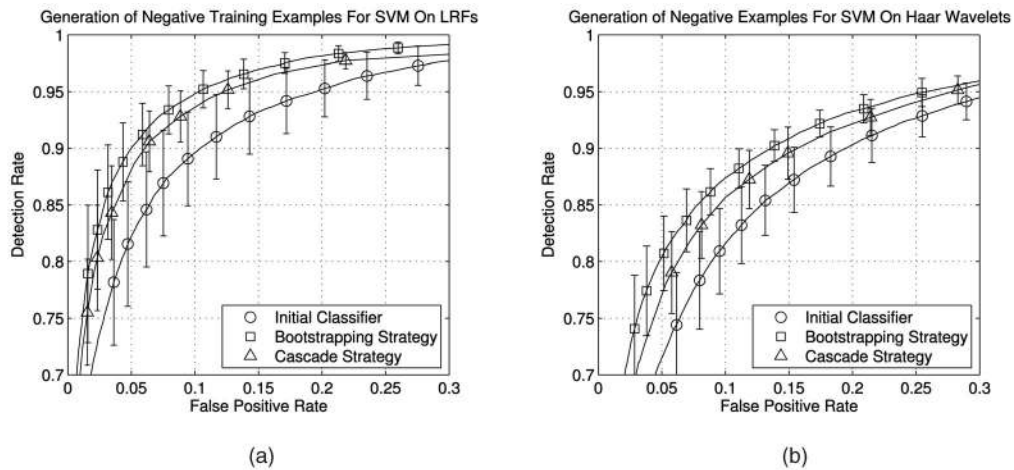 Generation of Negative Training Examples For SVM On LRFs
1
0.95
0.9
0.85
0.8
0.75
0.7
Detection Rate
0 0.05 0.1 0.15 0.2 0.25 0.3
False Positive Rate
Initial Classifier
Bootstrapping Strategy
Cascade Strategy
(a)
Generation of Negative Examples For SVM On Haar Wavelets
1
0.95
0.9
0.85
0.8
0.75
0.7
Detection Rate
0 0.05 0.1 0.15 0.2 0.25 0.3
False Positive Rate
Initial Classifier
Bootstrapping Strategy
Cascade Strategy
(b)